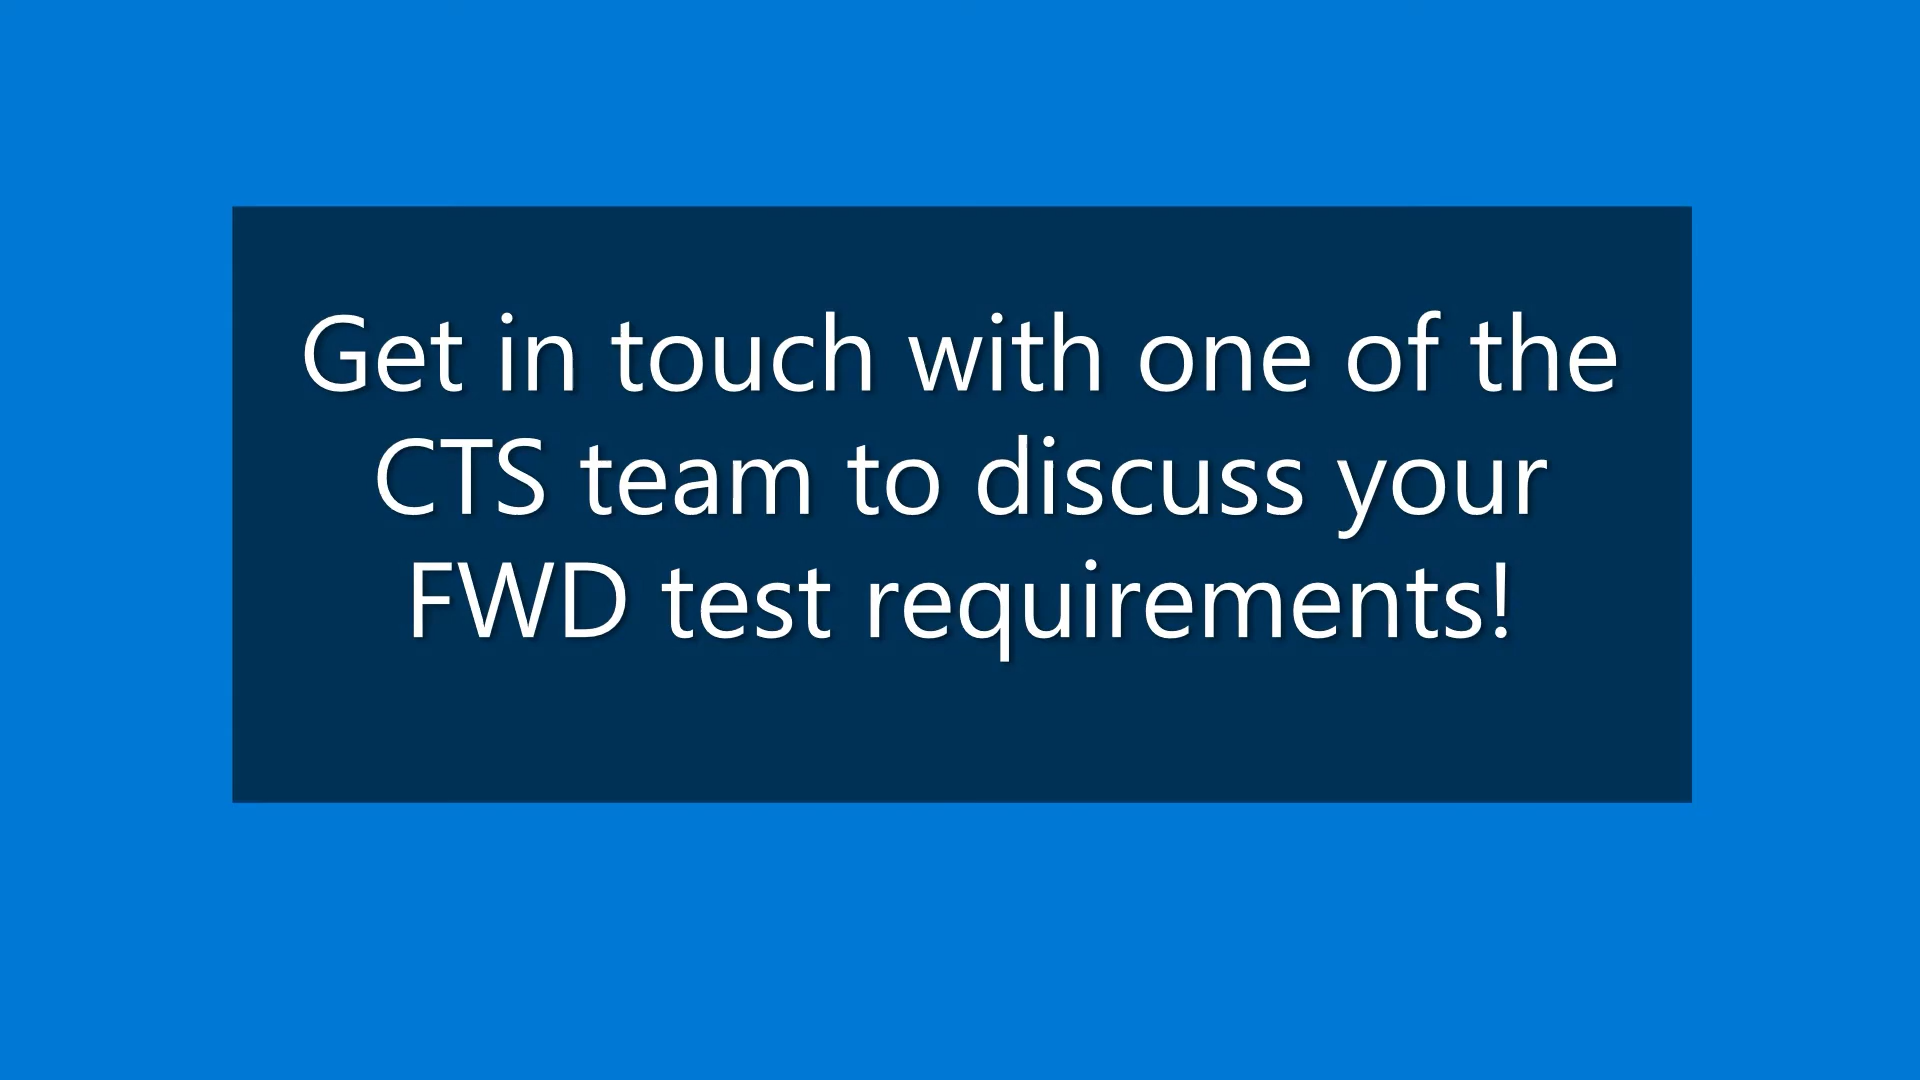 Get in touch with one of the
CTS team to discuss your
FWD test requirements!